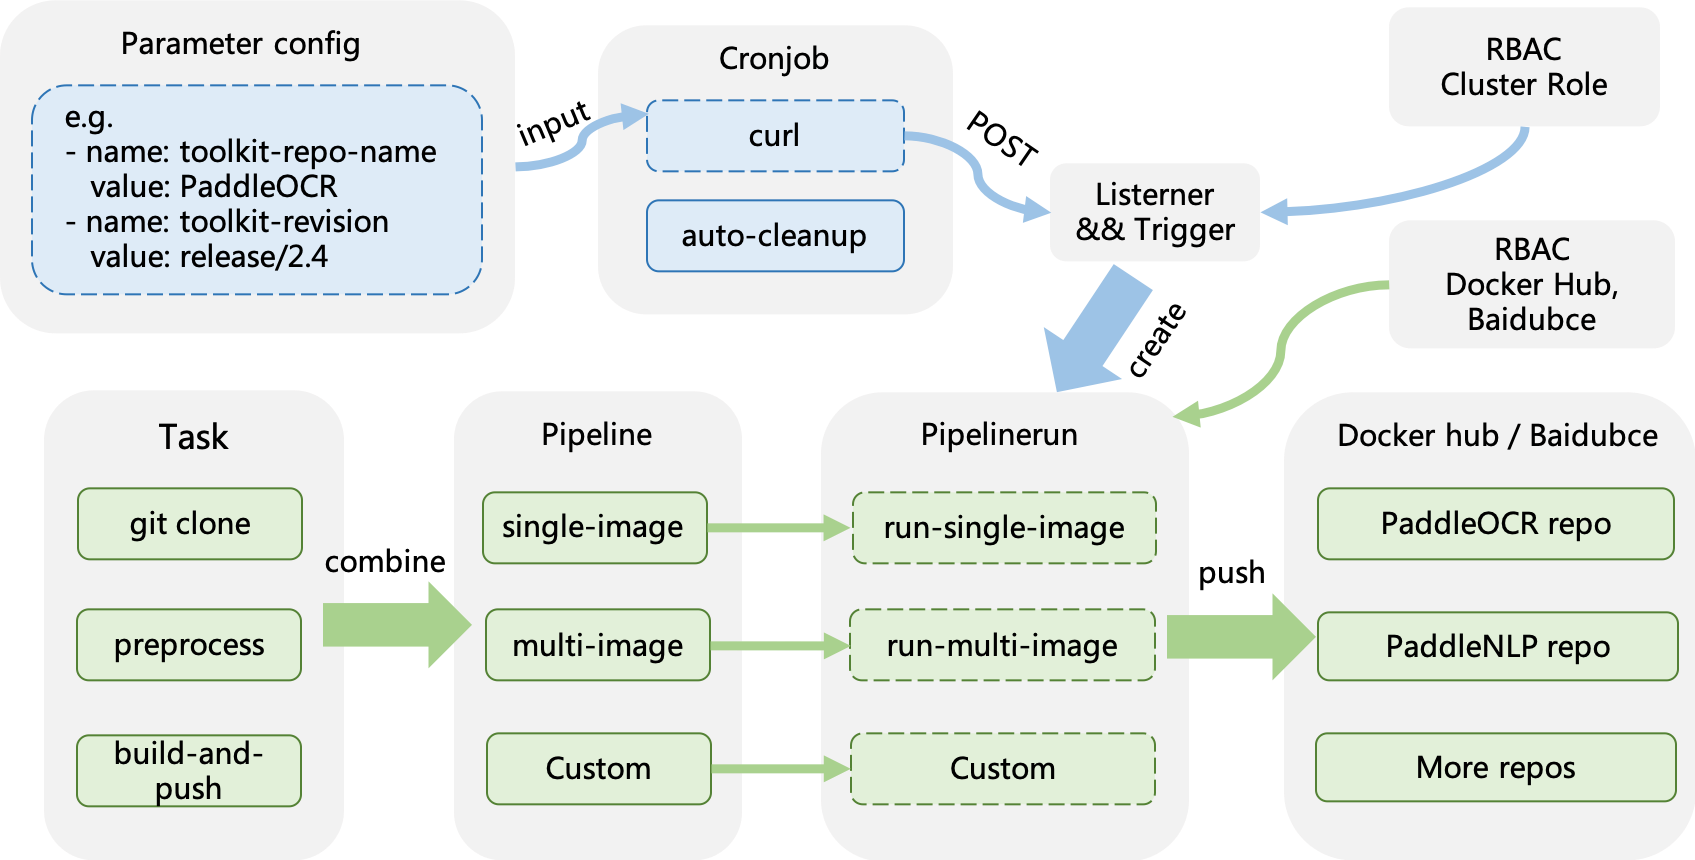 Parameter config
e.g.
- name: toolkit-repo-name
value: PaddleOCR
- name: toolkit-revision
value: release/2.4
input
Cronjob
curl
auto-cleanup
POST
Listerner
&& Trigger
RBAC
Cluster Role
RBAC
Docker Hub,
Baidubce
create
Task
git clone
preprocess
build-and-
push
combine
Pipeline
single-image
multi-image
Custom
Pipelinerun
run-single-image
run-multi-image
Custom
push
Docker hub / Baidubce
PaddleOCR repo
PaddleNLP repo
More repos